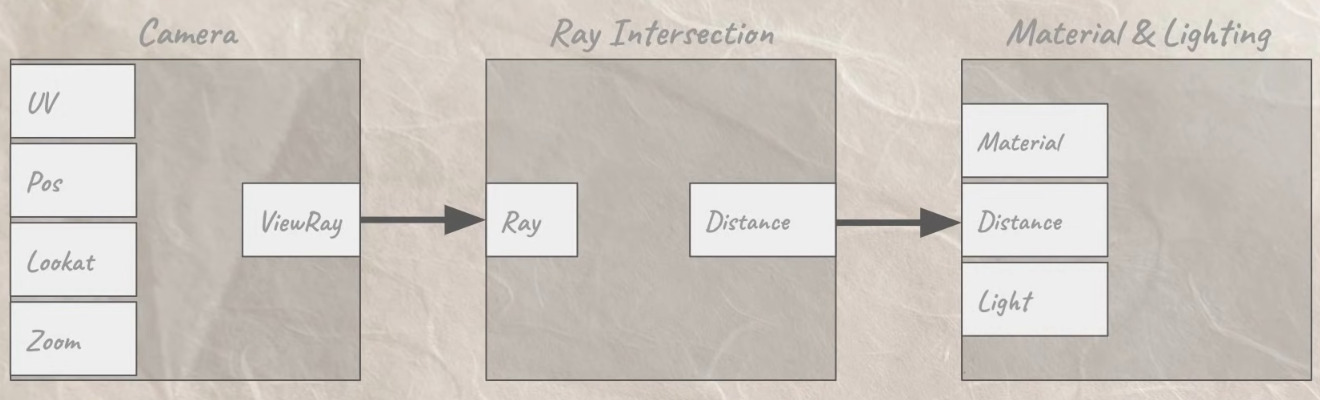 Camera
UV
Pos
Lookat
Zoom
ViewRay
Ray Intersection
Ray
Distance
Material & Lighting
Material
Distance
Light